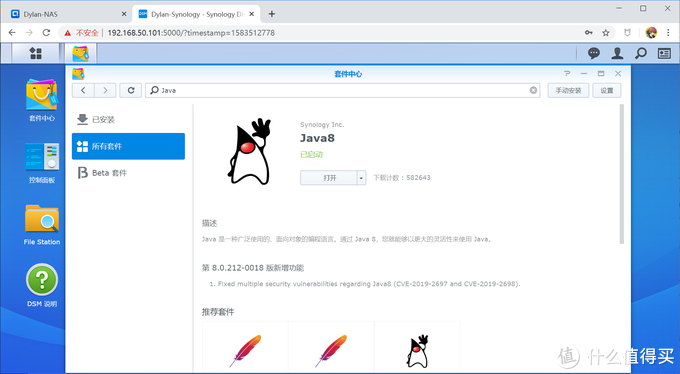 Dylan-NAS
Dylan-Synology - Synology Di
不安全 | 192.168.50.101:5000/?timestamp=1583512778
套件中心
Java
手动安装
设置
套件中心
控制面板
File Station
DSM 说明
已安装
所有套件
Beta 套件
Synology Inc.
Java8
已启动
打开
下载计数 : 582643
描述
Java 是一种广泛使用的、面向对象的编程语言。通过 Java 8，您就能够以更大的灵活性来使用 Java。
第 8.0.212-0018 版新增功能
1. Fixed multiple security vulnerabilities regarding Java8 (CVE-2019-2697 and CVE-2019-2698).
推荐套件
值 什么值得买